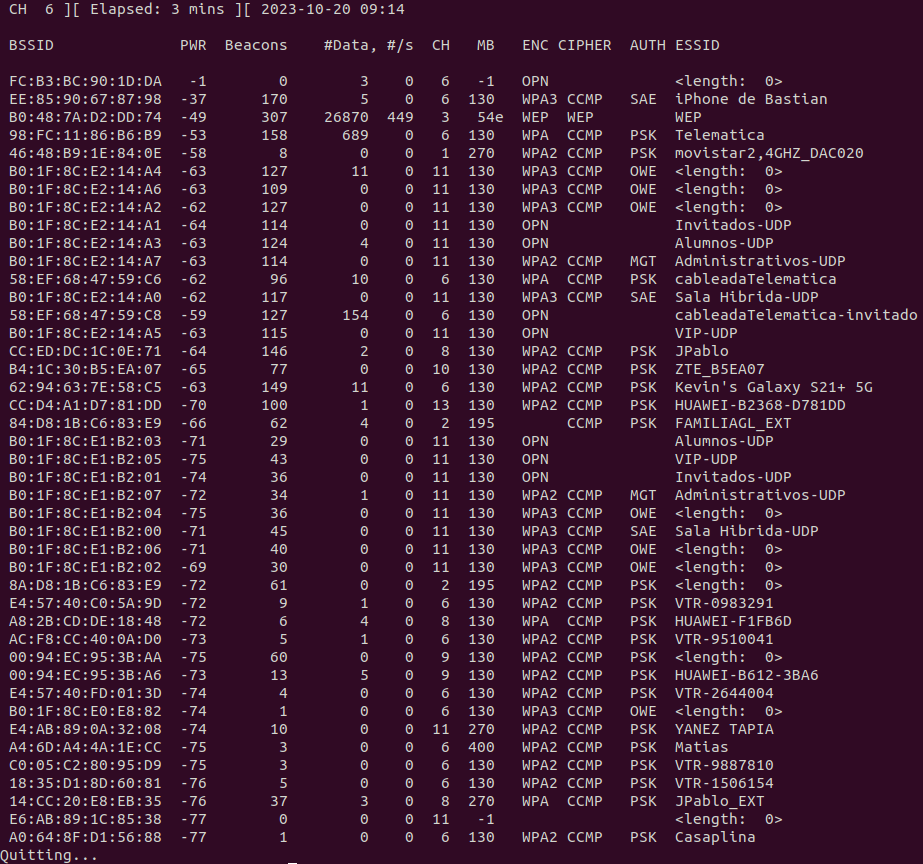 CH  6 ][ Elapsed: 3 mins ][ 2023-10-20 09:14
BSSID              PWR  Beacons    #Data, #/s  CH   MB   ENC CIPHER  AUTH ESSID
FC:B3:BC:90:1D:DA   -1        0        3    0   6   -1   OPN              <length:  0>
EE:85:90:67:87:98  -37      170        5    0   6  130   WPA3 CCMP   SAE  iPhone de Bastian
B0:48:7A:D2:DD:74  -49      307    26870  449   3   54e  WEP  WEP         WEP
98:FC:11:86:B6:B9  -53      158      689    0   6  130   WPA  CCMP   PSK  Telematica
46:48:B9:1E:84:0E  -58        8        0    0   1  270   WPA2 CCMP   PSK  movistar2,4GHZ_DAC020
B0:1F:8C:E2:14:A4  -63      127       11    0  11  130   WPA3 CCMP   OWE  <length:  0>
B0:1F:8C:E2:14:A6  -63      109        0    0  11  130   WPA3 CCMP   OWE  <length:  0>
B0:1F:8C:E2:14:A2  -62      127        0    0  11  130   WPA3 CCMP   OWE  <length:  0>
B0:1F:8C:E2:14:A1  -64      114        0    0  11  130   OPN              Invitados-UDP
B0:1F:8C:E2:14:A3  -63      124        4    0  11  130   OPN              Alumnos-UDP
B0:1F:8C:E2:14:A7  -63      114        0    0  11  130   WPA2 CCMP   MGT  Administrativos-UDP
58:EF:68:47:59:C6  -62       96       10    0   6  130   WPA  CCMP   PSK  cableadaTelematica
B0:1F:8C:E2:14:A0  -62      117        0    0  11  130   WPA3 CCMP   SAE  Sala Hibrida-UDP
58:EF:68:47:59:C8  -59      127      154    0   6  130   OPN              cableadaTelematica-invitado
B0:1F:8C:E2:14:A5  -63      115        0    0  11  130   OPN              VIP-UDP
CC:ED:DC:1C:0E:71  -64      146        2    0   8  130   WPA2 CCMP   PSK  JPablo
B4:1C:30:B5:EA:07  -65       77        0    0  10  130   WPA2 CCMP   PSK  ZTE_B5EA07
62:94:63:7E:58:C5  -63      149       11    0   6  130   WPA2 CCMP   PSK  Kevin's Galaxy S21+ 5G
CC:D4:A1:D7:81:DD  -70      100        1    0  13  130   WPA2 CCMP   PSK  HUAWEI-B2368-D781DD
84:D8:1B:C6:83:E9  -66       62        4    0   2  195        CCMP   PSK  FAMILIAGL_EXT
B0:1F:8C:E1:B2:03  -71       29        0    0  11  130   OPN              Alumnos-UDP
B0:1F:8C:E1:B2:05  -75       43        0    0  11  130   OPN              VIP-UDP
B0:1F:8C:E1:B2:01  -74       36        0    0  11  130   OPN              Invitados-UDP
B0:1F:8C:E1:B2:07  -72       34        1    0  11  130   WPA2 CCMP   MGT  Administrativos-UDP
B0:1F:8C:E1:B2:04  -75       36        0    0  11  130   WPA3 CCMP   OWE  <length:  0>
B0:1F:8C:E1:B2:00  -71       45        0    0  11  130   WPA3 CCMP   SAE  Sala Hibrida-UDP
B0:1F:8C:E1:B2:06  -71       40        0    0  11  130   WPA3 CCMP   OWE  <length:  0>
B0:1F:8C:E1:B2:02  -69       30        0    0  11  130   WPA3 CCMP   OWE  <length:  0>
8A:D8:1B:C6:83:E9  -72       61        0    0   2  195   WPA2 CCMP   PSK  <length:  0>
E4:57:40:C0:5A:9D  -72        9        1    0   6  130   WPA2 CCMP   PSK  VTR-0983291
A8:2B:CD:DE:18:48  -72        6        4    0   8  130   WPA  CCMP   PSK  HUAWEI-F1FB6D
AC:F8:CC:40:0A:D0  -73        5        1    0   6  130   WPA2 CCMP   PSK  VTR-9510041
00:94:EC:95:3B:AA  -75       60        0    0   9  130   WPA2 CCMP   PSK  <length:  0>
00:94:EC:95:3B:A6  -73       13        5    0   9  130   WPA2 CCMP   PSK  HUAWEI-B612-3BA6
E4:57:40:FD:01:3D  -74        4        0    0   6  130   WPA2 CCMP   PSK  VTR-2644004
B0:1F:8C:E0:E8:82  -74        1        0    0   6  130   WPA3 CCMP   OWE  <length:  0>
E4:AB:89:0A:32:08  -74       10        0    0  11  270   WPA2 CCMP   PSK  YANEZ TAPIA
A4:6D:A4:4A:1E:CC  -75        3        0    0   6  400   WPA2 CCMP   PSK  Matias
C0:05:C2:80:95:D9  -75        3        0    0   6  130   WPA2 CCMP   PSK  VTR-9887810
18:35:D1:8D:60:81  -76        5        0    0   6  130   WPA2 CCMP   PSK  VTR-1506154
14:CC:20:E8:EB:35  -76       37        3    0   8  270   WPA  CCMP   PSK  JPablo_EXT
E6:AB:89:1C:85:38  -77        0        0    0  11   -1                    <length:  0>
A0:64:8F:D1:56:88  -77        1        0    0   6  130   WPA2 CCMP   PSK  Casaplina
Quitting...